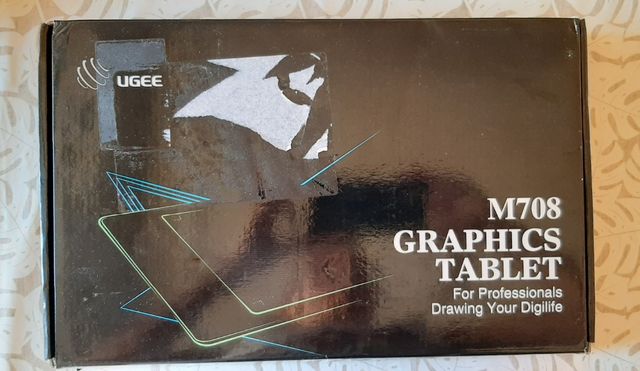 UGEE
M708
GRAPHICS
TABLET
For Professionals
Drawing Your Digilife